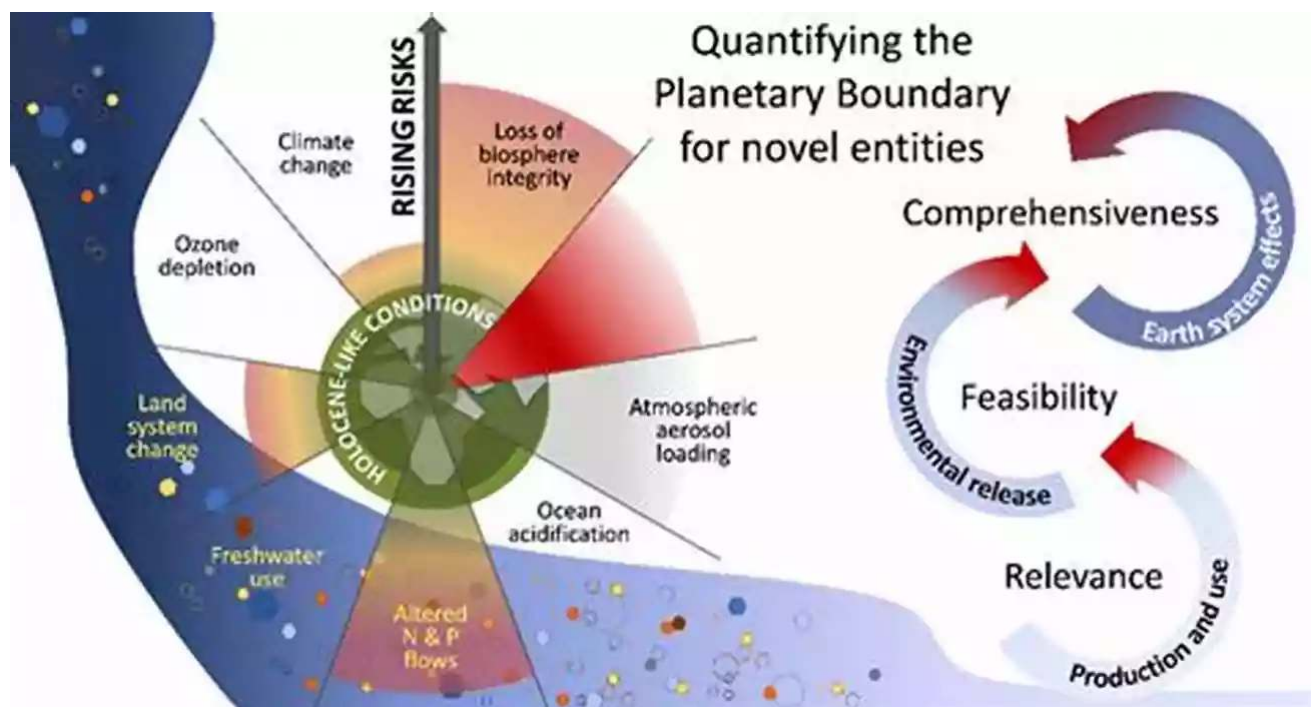 Quantifying the
Planetary Boundary
for novel entities
RISING RISKS
Climate
change
Loss of
biosphere
integrity
Ozone
depletion
HOLOCENE-LIKE CONDITIONS
Land
system
change
Atmospheric
aerosol
loading
Ocean
acidification
Freshwater
use
Altered
N & P
flows
Comprehensiveness
Earth system effects
Feasibility
Environmental release
Relevance
Production and use